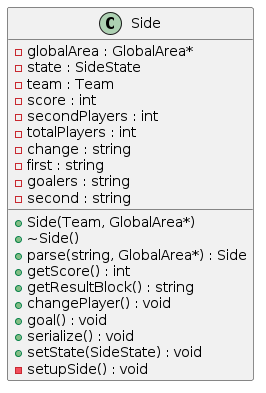 C Side
globalArea : GlobalArea*
state : SideState
team : Team
score : int
secondPlayers : int
totalPlayers : int
change : string
first : string
goalers : string
second : string
Side(Team, GlobalArea*)
~Side()
parse(string, GlobalArea*) : Side
getScore() : int
getResultBlock() : string
changePlayer() : void
goal() : void
serialize() : void
setState(SideState) : void
setupSide() : void